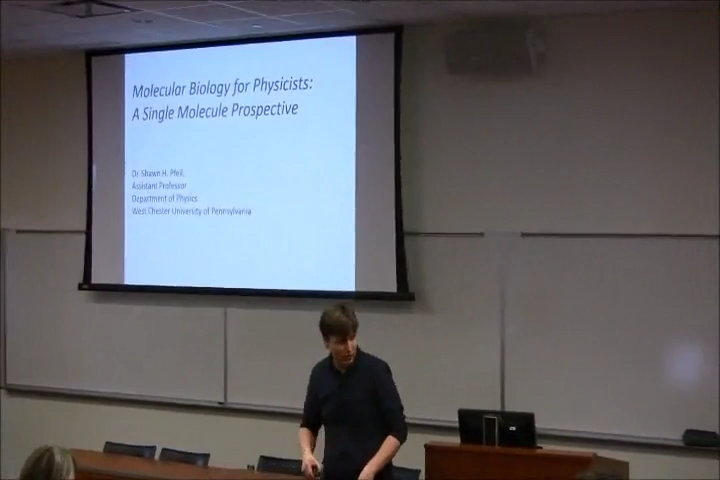 Molecular Biology for Physicists:
A Single Molecule Prospective
Dr. Shawn H. Pfeil,
Assistant Professor
Department of Physics
West Chester University of Pennsylvania